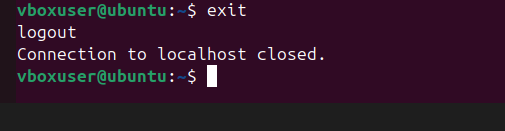 vboxuser@ubuntu:~$ exit
logout
Connection to localhost closed.
vboxuser@ubuntu:~$